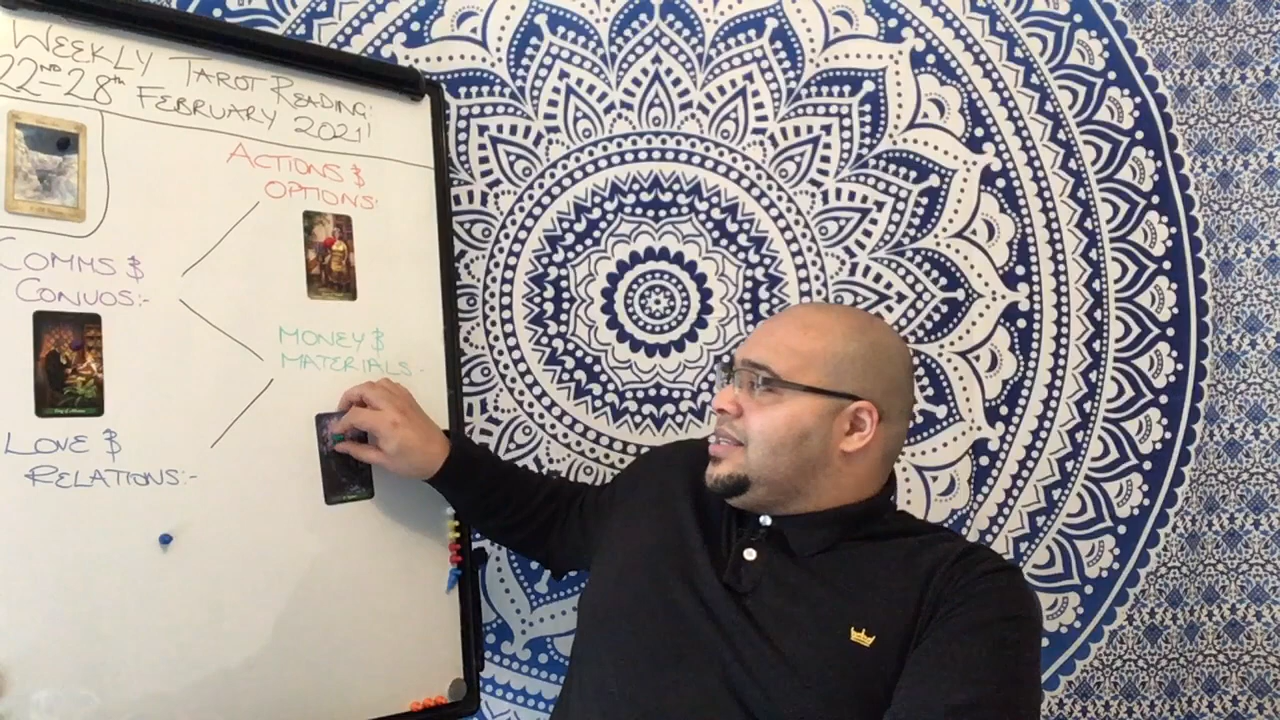 WEEKLY TAROT READING:
22ND-28TH FEBRUARY 2021!
ACTIONS &
OPTIONS:-
COMMS &
CONVOS:-
MONEY &
MATERIALS:-
LOVE &
RELATIONS:-